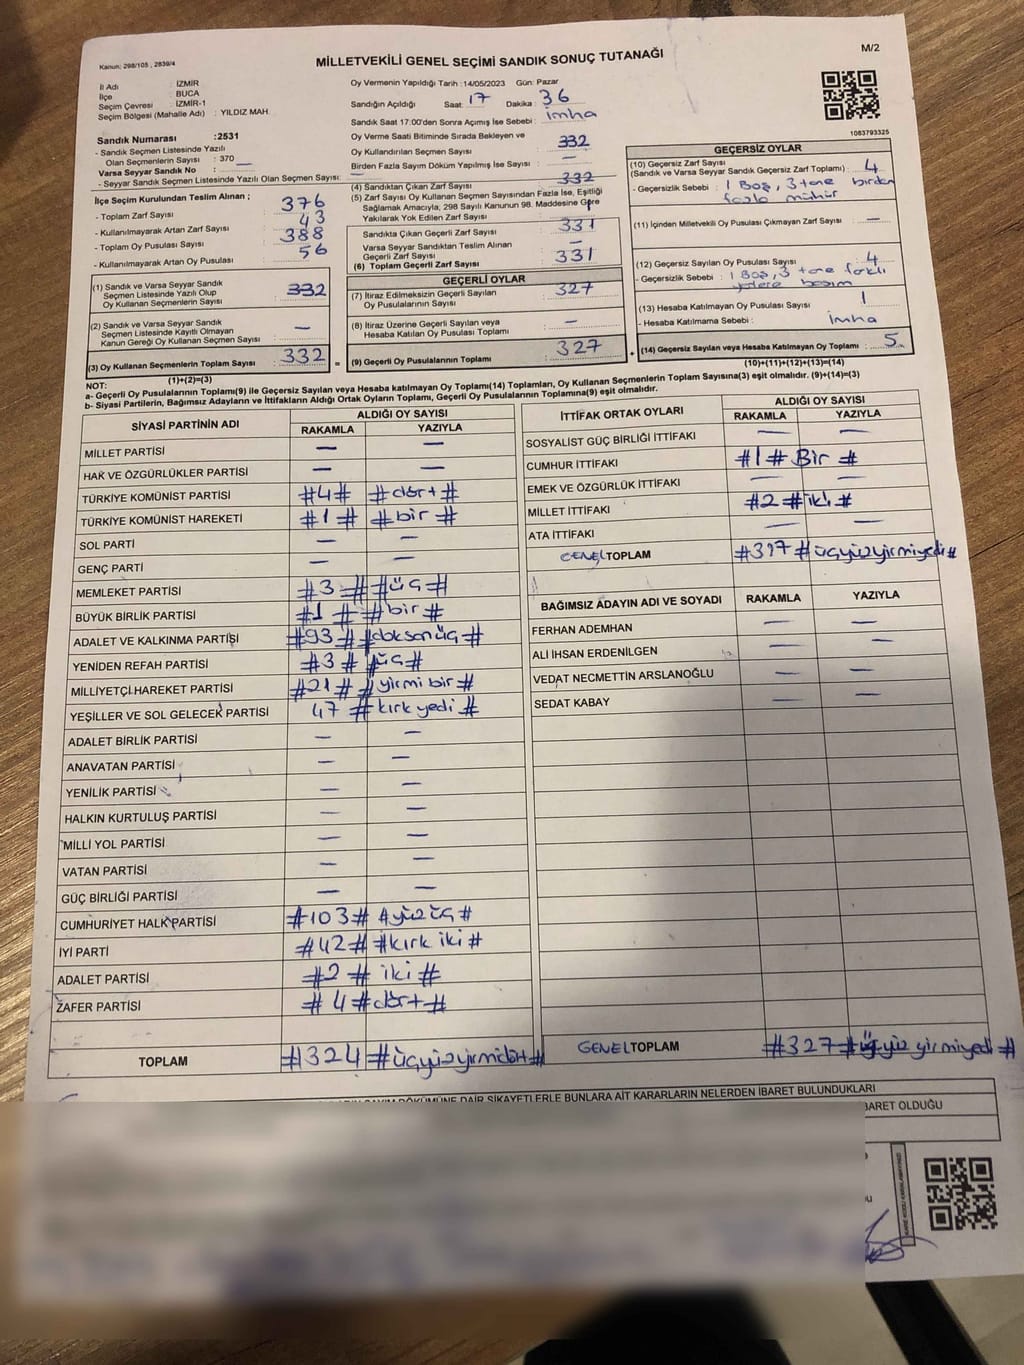 Kanun: 298/105 , 2839/4
MİLLETVEKİLİ GENEL SEÇİMİ SANDIK SONUÇ TUTANAĞI
M/2
İl Adı : İZMİR
İlçe : BUCA
Seçim Çevresi : İZMİR-1
Seçim Bölgesi (Mahalle Adı) : YILDIZ MAH.
Sandık Numarası :2531
- Sandık Seçmen Listesinde Yazılı
Olan Seçmenlerin Sayısı : 370
Varsa Seyyar Sandık No :
- Seyyar Sandık Seçmen Listesinde Yazılı Olan Seçmen Sayısı: —
İlçe Seçim Kurulundan Teslim Alınan ;
- Toplam Zarf Sayısı : 376
- Kullanılmayarak Artan Zarf Sayısı : 43
- Toplam Oy Pusulası Sayısı : 388
- Kullanılmayarak Artan Oy Pusulası : 56
(1) Sandık ve Varsa Seyyar Sandık
Seçmen Listesinde Yazılı Olup
Oy Kullanan Seçmenlerin Sayısı : 332
(2) Sandık ve Varsa Seyyar Sandık
Seçmen Listesinde Kayıtlı Olmayan
Kanun Gereği Oy Kullanan Seçmen Sayısı : —
(3) Oy Kullanan Seçmenlerin Toplam Sayısı : 332 =
(1)+(2)=(3)
Oy Vermenin Yapıldığı Tarih : 14/05/2023 Gün: Pazar
Sandığın Açıldığı Saat: 17 Dakika : 36
Sandık Saat 17:00'den Sonra Açımış İse Sebebi : imha
Oy Verme Saati Bitiminde Sırada Bekleyen ve
Oy Kullandırılan Seçmen Sayısı : 332
Birden Fazla Sayım Döküm Yapılmış İse Sayısı : —
(4) Sandıktan Çıkan Zarf Sayısı : 332
(5) Zarf Sayısı Oy Kullanan Seçmen Sayısından Fazla İse, Eşitliği
Sağlamak Amacıyla, 298 Sayılı Kanunun 98. Maddesine Göre
Yakılarak Yok Edilen Zarf Sayısı :
Sandıkta Çıkan Geçerli Zarf Sayısı : 331
Varsa Seyyar Sandıktan Teslim Alınan
Geçerli Zarf Sayısı : —
(6) Toplam Geçerli Zarf Sayısı : 331
GEÇERLİ OYLAR
(7) İtiraz Edilmeksizin Geçerli Sayılan
Oy Pusulalarının Sayısı : 327
(8) İtiraz Üzerine Geçerli Sayılan veya
Hesaba Katılan Oy Pusulası Toplamı : —
(9) Geçerli Oy Pusulalarının Toplamı : 327 +
1083793325
GEÇERSİZ OYLAR
(10) Geçersiz Zarf Sayısı
(Sandık ve Varsa Seyyar Sandık Geçersiz Zarf Toplamı) : 4
- Geçersizlik Sebebi : 1 Boş, 3 tane birden
fazla mühür
(11) İçinden Milletvekili Oy Pusulası Çıkmayan Zarf Sayısı : —
(12) Geçersiz Sayılan Oy Pusulası Sayısı : 4
- Geçersizlik Sebebi : 1 Boş, 3 tane farklı
yerlere basım
(13) Hesaba Katılmayan Oy Pusulası Sayısı : 1
- Hesaba Katılmama Sebebi : imha
(14) Geçersiz Sayılan veya Hesaba Katılmayan Oy Toplamı : 5
(10)+(11)+(12)+(13)=(14)
NOT:
a- Geçerli Oy Pusulalarının Toplamı(9) ile Geçersiz Sayılan veya Hesaba katılmayan Oy Toplamı(14) Toplamları, Oy Kullanan Seçmenlerin Toplam Sayısına(3) eşit olmalıdır. (9)+(14)=(3)
b- Siyasi Partilerin, Bağımsız Adayların ve İttifakların Aldığı Ortak Oyların Toplamı, Geçerli Oy Pusulalarının Toplamına(9) eşit olmalıdır.
SİYASİ PARTİNİN ADI ALDIĞI OY SAYISI
RAKAMLA YAZIYLA
MİLLET PARTİSİ — —
HAK VE ÖZGÜRLÜKLER PARTİSİ — —
TÜRKİYE KOMÜNİST PARTİSİ #4# #dört#
TÜRKİYE KOMÜNİST HAREKETİ #1# #bir#
SOL PARTİ — —
GENÇ PARTİ — —
MEMLEKET PARTİSİ #3# #üç#
BÜYÜK BİRLİK PARTİSİ #1# #bir#
ADALET VE KALKINMA PARTİSİ #93# #doksanüç#
YENİDEN REFAH PARTİSİ #3# #üç#
MİLLİYETÇİ HAREKET PARTİSİ #21# #yirmi bir#
YEŞİLLER VE SOL GELECEK PARTİSİ 47 #kırk yedi#
ADALET BİRLİK PARTİSİ — —
ANAVATAN PARTİSİ — —
YENİLİK PARTİSİ — —
HALKIN KURTULUŞ PARTİSİ — —
MİLLİ YOL PARTİSİ — —
VATAN PARTİSİ — —
GÜÇ BİRLİĞİ PARTİSİ — —
CUMHURİYET HALK PARTİSİ #103# #yüz üç#
İYİ PARTİ #42# #kırk iki#
ADALET PARTİSİ #2# iki#
ZAFER PARTİSİ #4# dört#
TOPLAM #324 #üçyüzyirmidört#
İTTİFAK ORTAK OYLARI ALDIĞI OY SAYISI
RAKAMLA YAZIYLA
SOSYALİST GÜÇ BİRLİĞİ İTTİFAKI — —
CUMHUR İTTİFAKI #1# Bir #
EMEK VE ÖZGÜRLÜK İTTİFAKI — —
MİLLET İTTİFAKI #2 #iki#
ATA İTTİFAKI — —
GENEL TOPLAM #327 #üçyüzyirmiyedi#
BAĞIMSIZ ADAYIN ADI VE SOYADI RAKAMLA YAZIYLA
FERHAN ADEMHAN — —
ALİ İHSAN ERDENİLGEN — —
VEDAT NECMETTİN ARSLANOĞLU — —
SEDAT KABAY — —
GENEL TOPLAM #327# üçyüz yirmiyedi#
SAYIM DÖKÜMÜNE DAİR ŞİKAYETLERLE BUNLARA AİT KARARLARIN NELERDEN İBARET BULUNDUKLARI
İBARET OLDUĞU